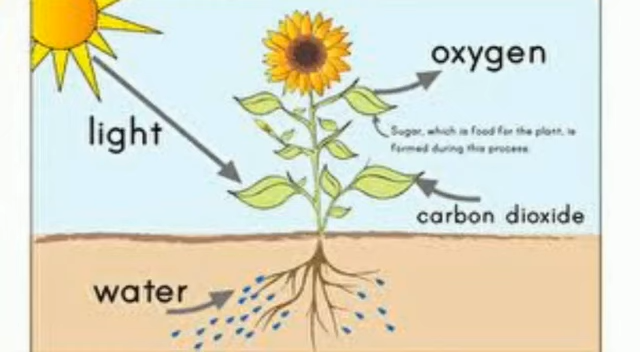 oxygen
light
Sugar, which is food for the plant, is
formed during this process.
carbon dioxide
water